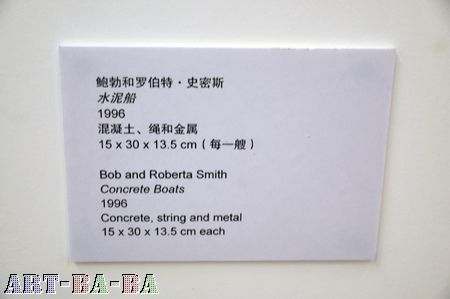 鲍勃和罗伯特·史密斯
水泥船
1996
混凝土、绳和金属
15 x 30 x 13.5 cm（每一艘）
Bob and Roberta Smith
Concrete Boats
1996
Concrete, string and metal
15 x 30 x 13.5 cm each
ART-BA-BA